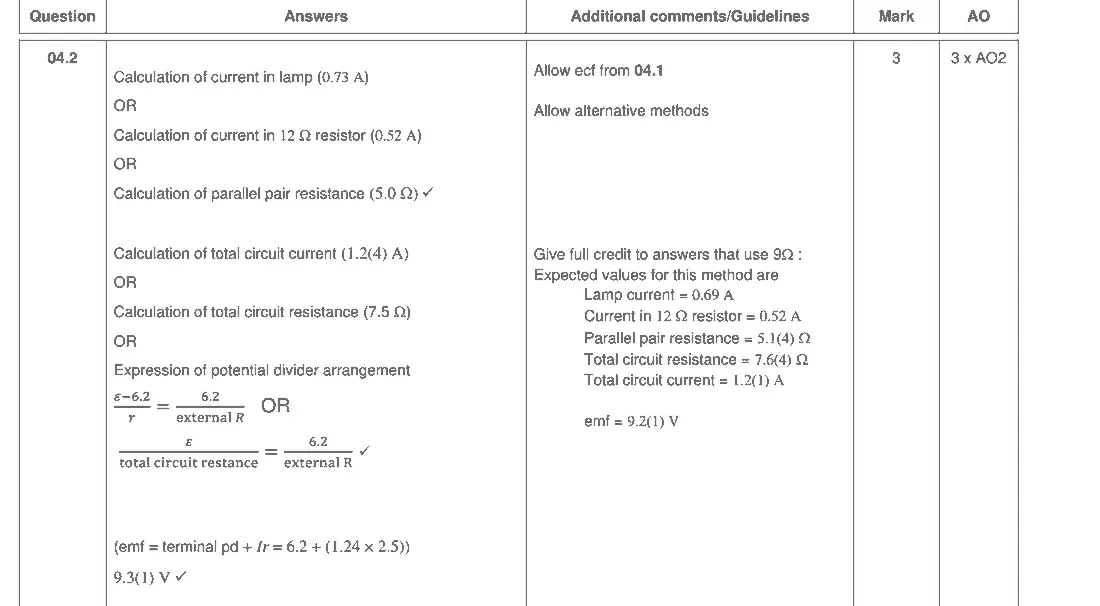 Question Answers Additional comments/Guidelines Mark AO
04.2 3 3 x AO2
Calculation of current in lamp (0.73 A)
OR
Calculation of current in 12 Ω resistor (0.52 A)
OR
Calculation of parallel pair resistance (5.0 Ω) ✓
Calculation of total circuit current (1.2(4) A)
OR
Calculation of total circuit resistance (7.5 Ω)
OR
Expression of potential divider arrangement
ε−6.2 / r = 6.2 / external R OR
ε / total circuit restance = 6.2 / external R ✓
(emf = terminal pd + Ir = 6.2 + (1.24 × 2.5))
9.3(1) V ✓
Allow ecf from 04.1
Allow alternative methods
Give full credit to answers that use 9Ω :
Expected values for this method are
Lamp current = 0.69 A
Current in 12 Ω resistor = 0.52 A
Parallel pair resistance = 5.1(4) Ω
Total circuit resistance = 7.6(4) Ω
Total circuit current = 1.2(1) A
emf = 9.2(1) V